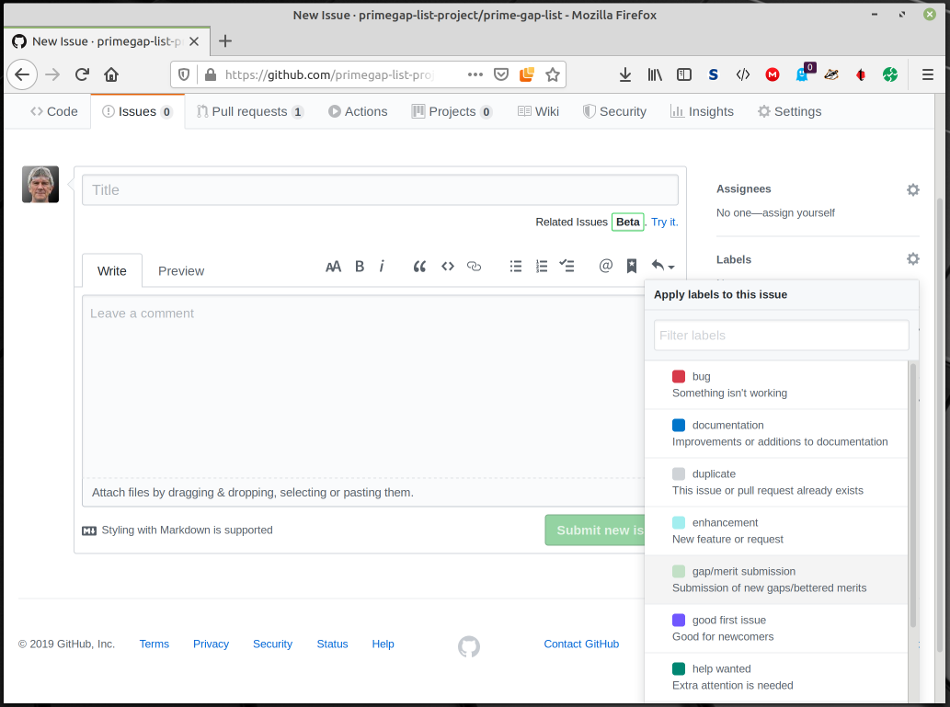 New Issue · primegap-list-project/prime-gap-list - Mozilla Firefox
New Issue · primegap-list-p
https://github.com/primegap-list-proj
0
Code Issues 0 Pull requests 1 Actions Projects 0 Wiki Security Insights Settings
Title
Related Issues Beta . Try it.
Write Preview
AA B i
Leave a comment
Attach files by dragging & dropping, selecting or pasting them.
Styling with Markdown is supported
Submit new is
Assignees
No one—assign yourself
Labels
Apply labels to this issue
Filter labels
bug
Something isn't working
documentation
Improvements or additions to documentation
duplicate
This issue or pull request already exists
enhancement
New feature or request
gap/merit submission
Submission of new gaps/bettered merits
good first issue
Good for newcomers
help wanted
Extra attention is needed
© 2019 GitHub, Inc. Terms Privacy Security Status Help Contact GitHub